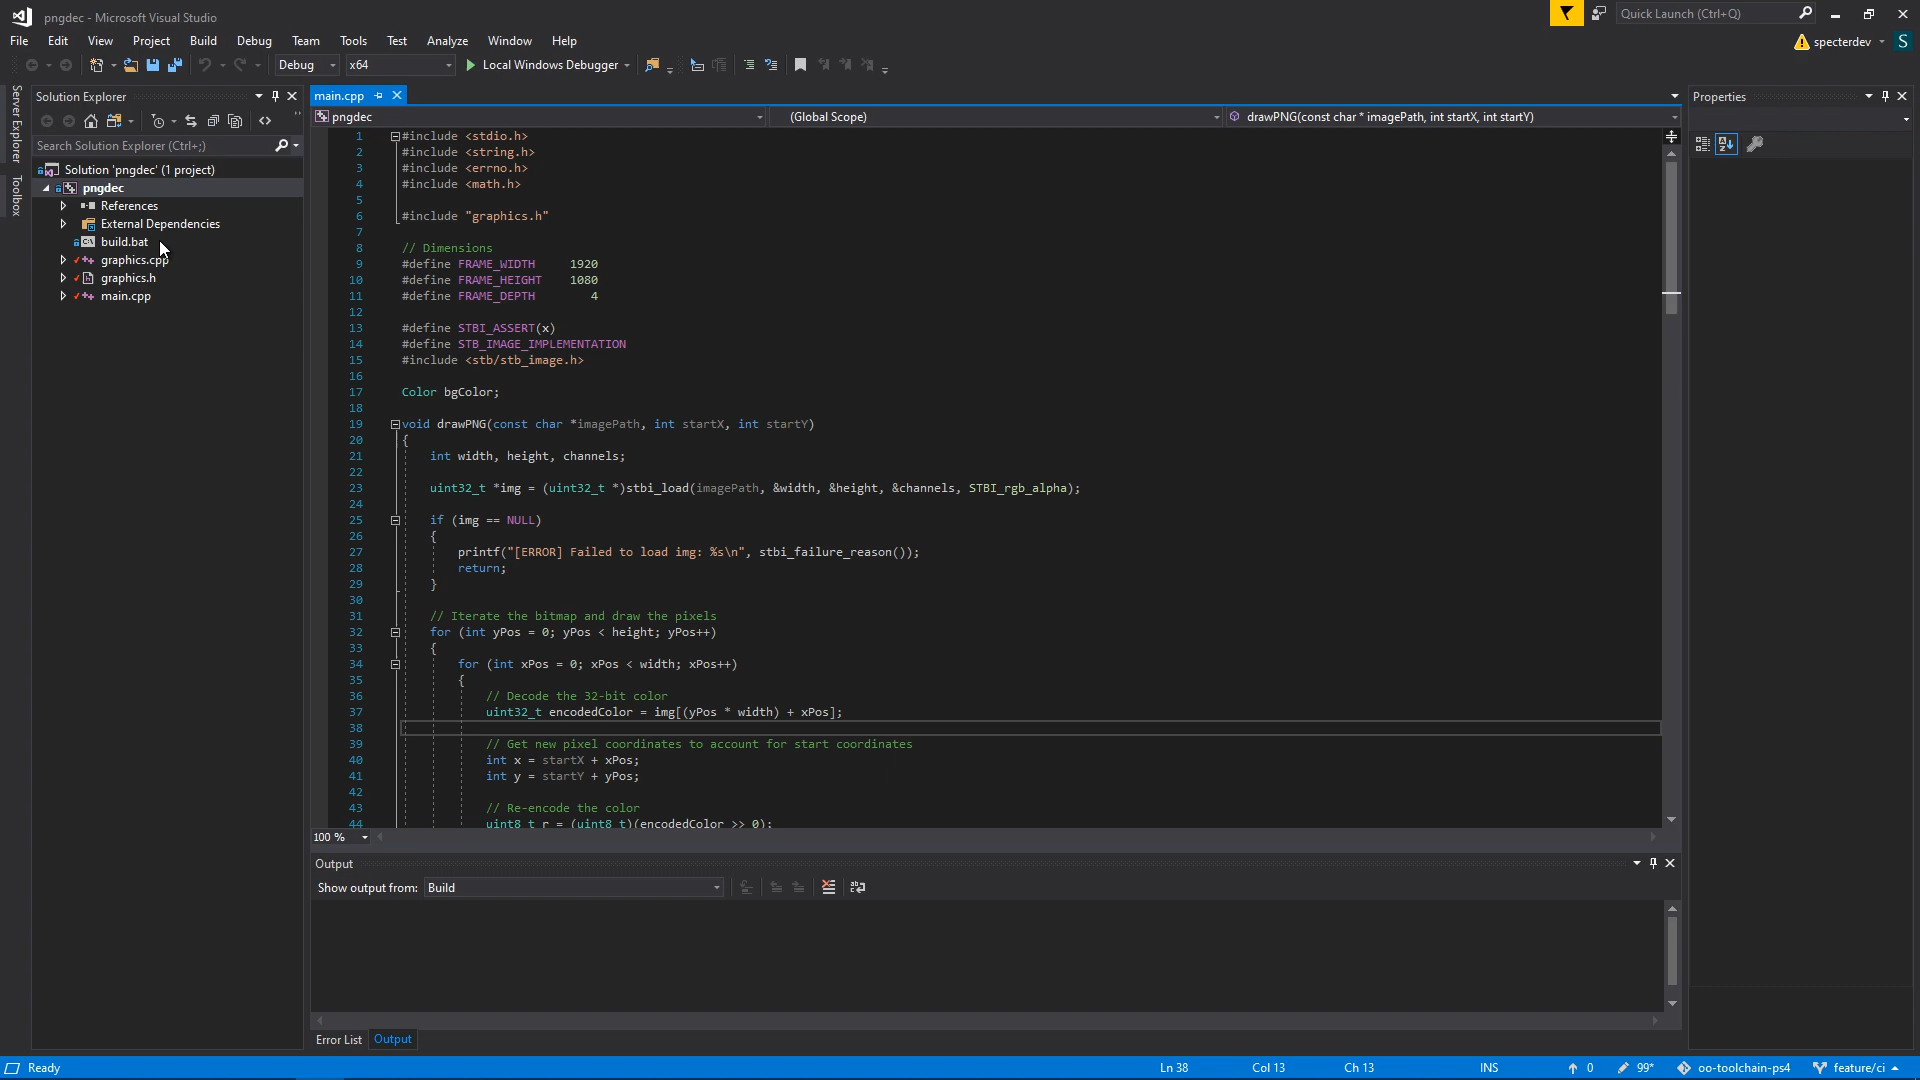 pngdec - Microsoft Visual Studio
Quick Launch (Ctrl+Q)
File Edit View Project Build Debug Team Tools Test Analyze Window Help
specterdev S
Debug x64 Local Windows Debugger
Server Explorer
Toolbox
Solution Explorer
Search Solution Explorer (Ctrl+;)
Solution 'pngdec' (1 project)
pngdec
References
External Dependencies
build.bat
graphics.cpp
graphics.h
main.cpp
main.cpp
pngdec (Global Scope) drawPNG(const char * imagePath, int startX, int startY)
1 #include <stdio.h>
2 #include <string.h>
3 #include <errno.h>
4 #include <math.h>
5
6 #include "graphics.h"
7
8 // Dimensions
9 #define FRAME_WIDTH 1920
10 #define FRAME_HEIGHT 1080
11 #define FRAME_DEPTH 4
12
13 #define STBI_ASSERT(x)
14 #define STB_IMAGE_IMPLEMENTATION
15 #include <stb/stb_image.h>
16
17 Color bgColor;
18
19 void drawPNG(const char *imagePath, int startX, int startY)
20 {
21 int width, height, channels;
22
23 uint32_t *img = (uint32_t *)stbi_load(imagePath, &width, &height, &channels, STBI_rgb_alpha);
24
25 if (img == NULL)
26 {
27 printf("[ERROR] Failed to load img: %s\n", stbi_failure_reason());
28 return;
29 }
30
31 // Iterate the bitmap and draw the pixels
32 for (int yPos = 0; yPos < height; yPos++)
33 {
34 for (int xPos = 0; xPos < width; xPos++)
35 {
36 // Decode the 32-bit color
37 uint32_t encodedColor = img[(yPos * width) + xPos];
38
39 // Get new pixel coordinates to account for start coordinates
40 int x = startX + xPos;
41 int y = startY + yPos;
42
43 // Re-encode the color
44 uint8_t r = (uint8_t)(encodedColor >> 0);
100 %
Output
Show output from: Build
Error List Output
Properties
Ready Ln 38 Col 13 Ch 13 INS 0 99* oo-toolchain-ps4 feature/ci